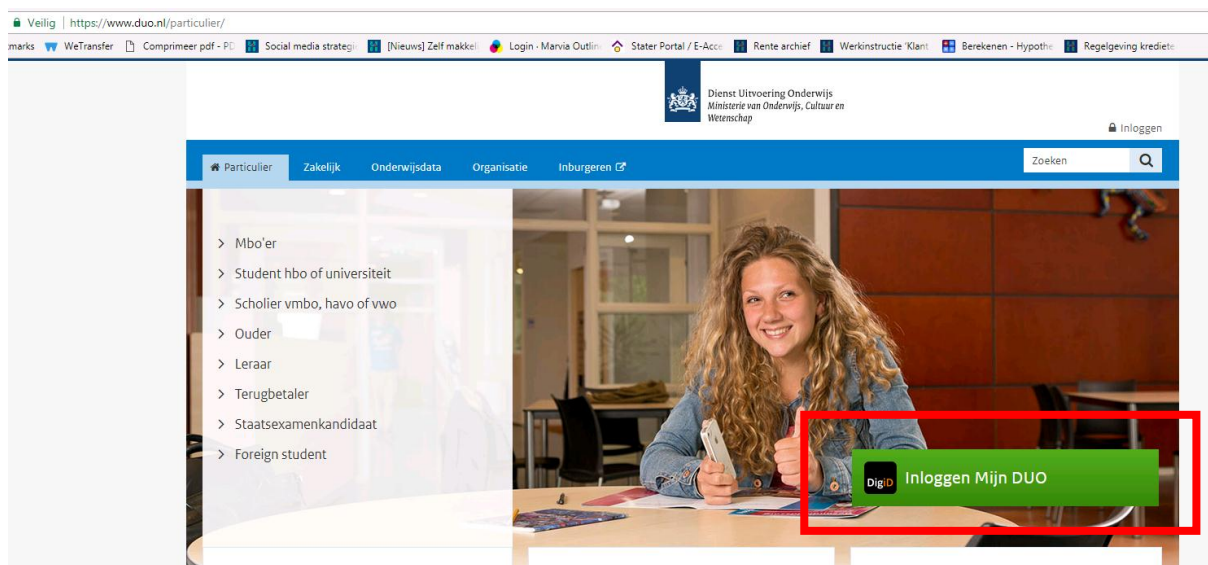 Veilig | https://www.duo.nl/particulier/
marks WeTransfer Comprimeer pdf - PD Social media strategie [Nieuws] Zelf makkeli Login - Marvia Outline Stater Portal / E-Acce Rente archief Werkinstructie 'Klant Berekenen - Hypothe Regelgeving krediete
Dienst Uitvoering Onderwijs
Ministerie van Onderwijs, Cultuur en
Wetenschap
Inloggen
Particulier Zakelijk Onderwijsdata Organisatie Inburgeren Zoeken
Mbo'er
Student hbo of universiteit
Scholier vmbo, havo of vwo
Ouder
Leraar
Terugbetaler
Staatsexamenkandidaat
Foreign student
DigiD Inloggen Mijn DUO